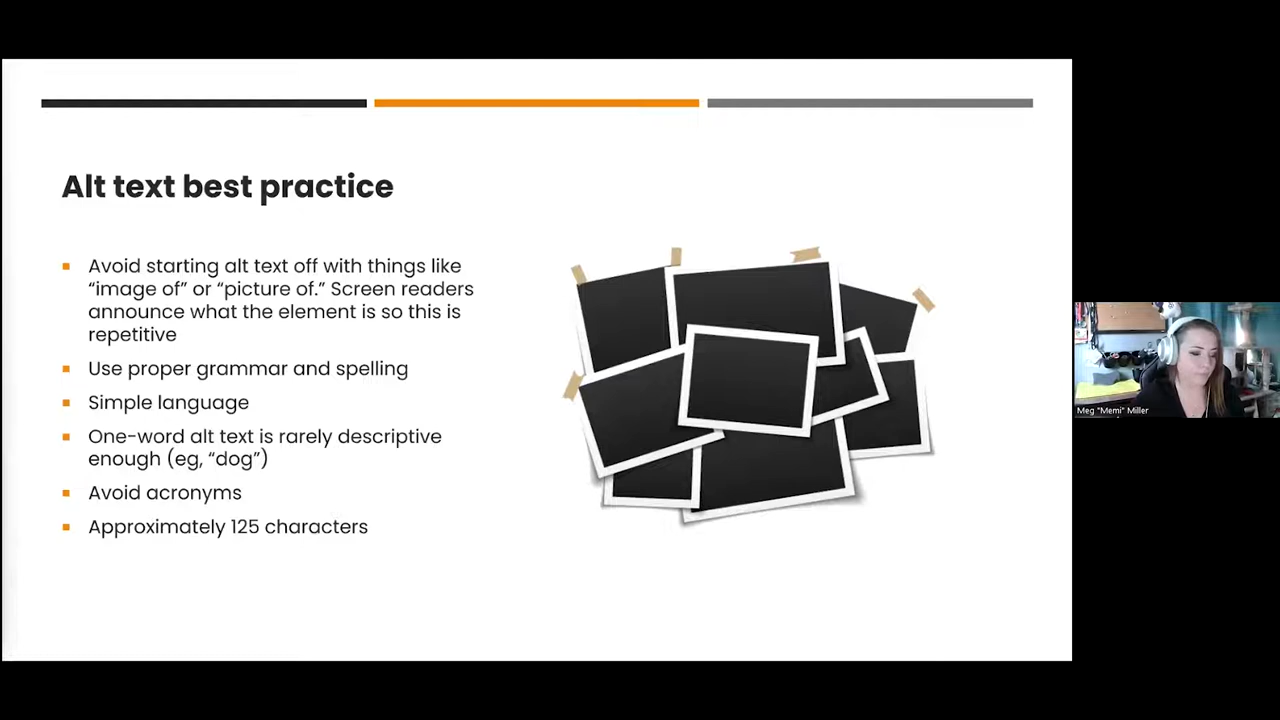 Alt text best practice
Avoid starting alt text off with things like
“image of” or “picture of.” Screen readers
announce what the element is so this is
repetitive
Use proper grammar and spelling
Simple language
One-word alt text is rarely descriptive
enough (eg, “dog”)
Avoid acronyms
Approximately 125 characters
Meg "Memi" Miller